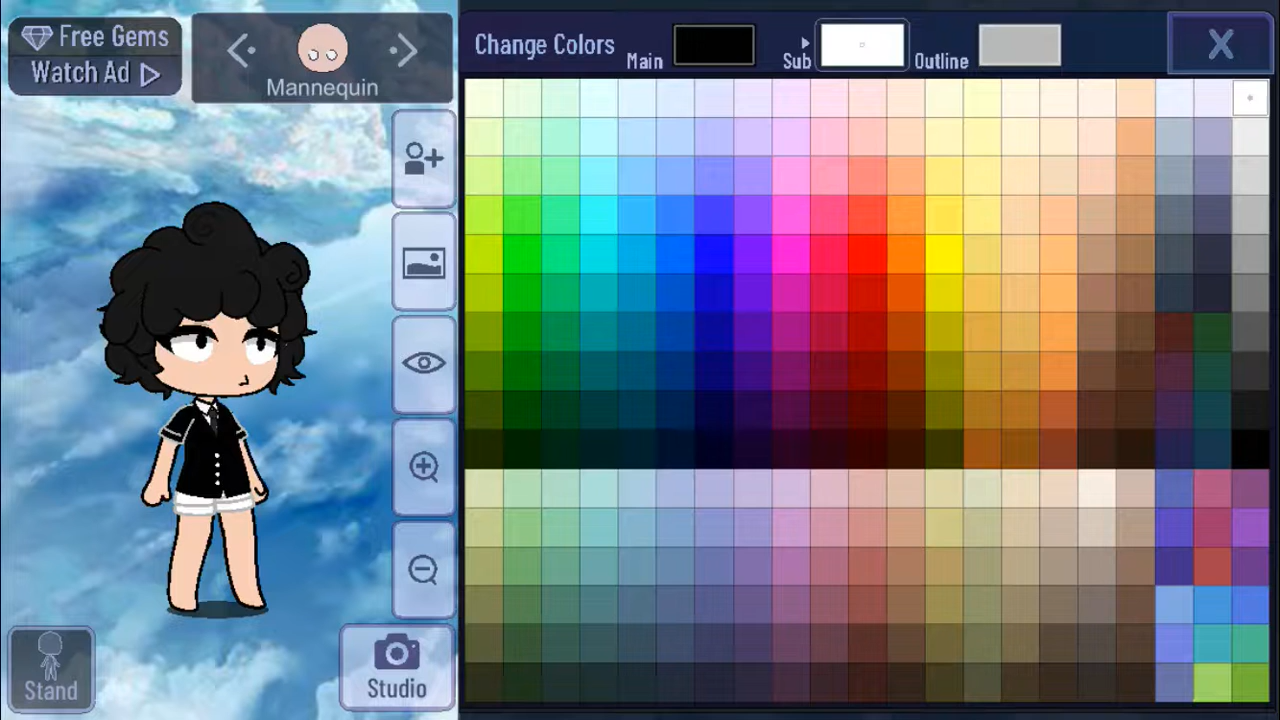 Free Gems
Watch Ad
Mannequin
Change Colors
Main
Sub
Outline
X
Stand
Studio